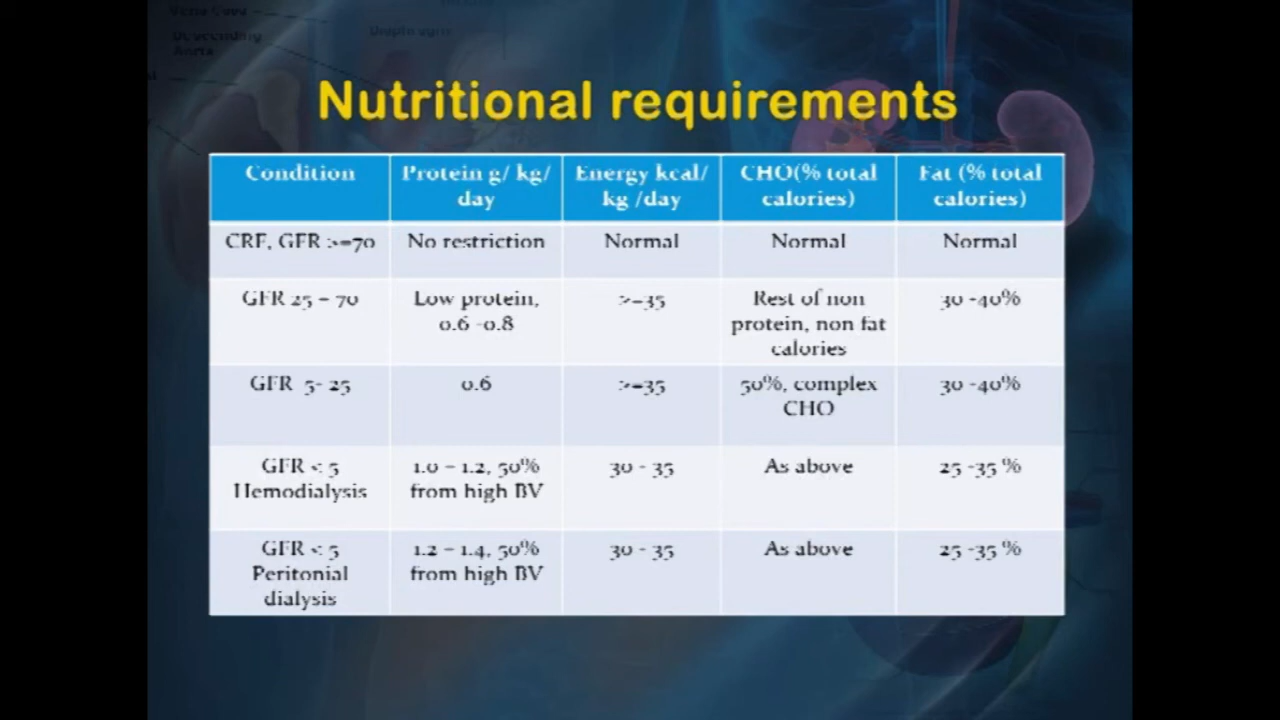 Descending
Aorta
Diaphragm
Nutritional requirements
Condition
Protein g/ kg/
day
Energy kcal/
kg /day
CHO(% total
calories)
Fat (% total
calories)
CRF, GFR >=70
No restriction
Normal
Normal
Normal
GFR 25 – 70
Low protein,
0.6 -0.8
>=35
Rest of non
protein, non fat
calories
30 -40%
GFR 5- 25
0.6
>=35
50%, complex
CHO
30 -40%
GFR < 5
Hemodialysis
1.0 – 1.2, 50%
from high BV
30 - 35
As above
25 -35 %
GFR < 5
Peritonial
dialysis
1.2 – 1.4, 50%
from high BV
30 - 35
As above
25 -35 %